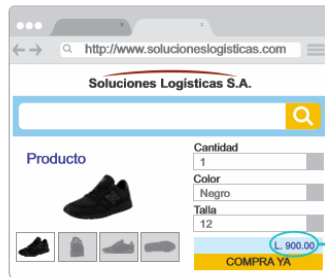 http://www.solucioneslogisticas.com
Soluciones Logísticas S.A.
Producto
Cantidad
1
Color
Negro
Talla
12
L. 900.00
COMPRA YA